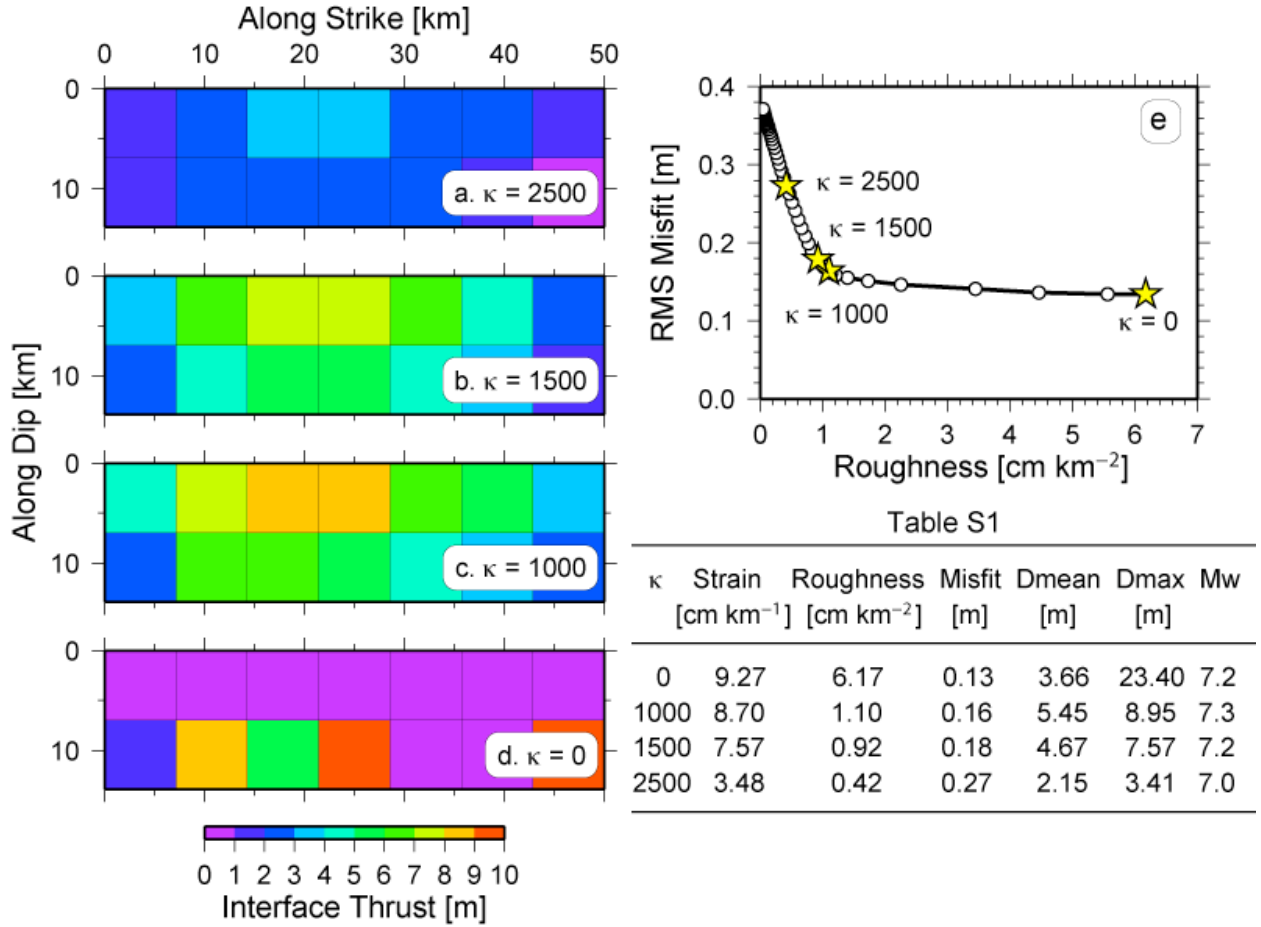 Along Strike [km]
0 10 20 30 40 50
Along Dip [km]
0
10
a. κ = 2500
0
10
b. κ = 1500
0
10
c. κ = 1000
0
10
d. κ = 0
0 1 2 3 4 5 6 7 8 9 10
Interface Thrust [m]
RMS Misfit [m]
0.4
0.3
0.2
0.1
0.0
e
κ = 2500
κ = 1500
κ = 1000
κ = 0
0 1 2 3 4 5 6 7
Roughness [cm km⁻²]
Table S1
κ Strain Roughness Misfit Dmean Dmax Mw
[cm km⁻¹] [cm km⁻²] [m] [m] [m]
0 9.27 6.17 0.13 3.66 23.40 7.2
1000 8.70 1.10 0.16 5.45 8.95 7.3
1500 7.57 0.92 0.18 4.67 7.57 7.2
2500 3.48 0.42 0.27 2.15 3.41 7.0